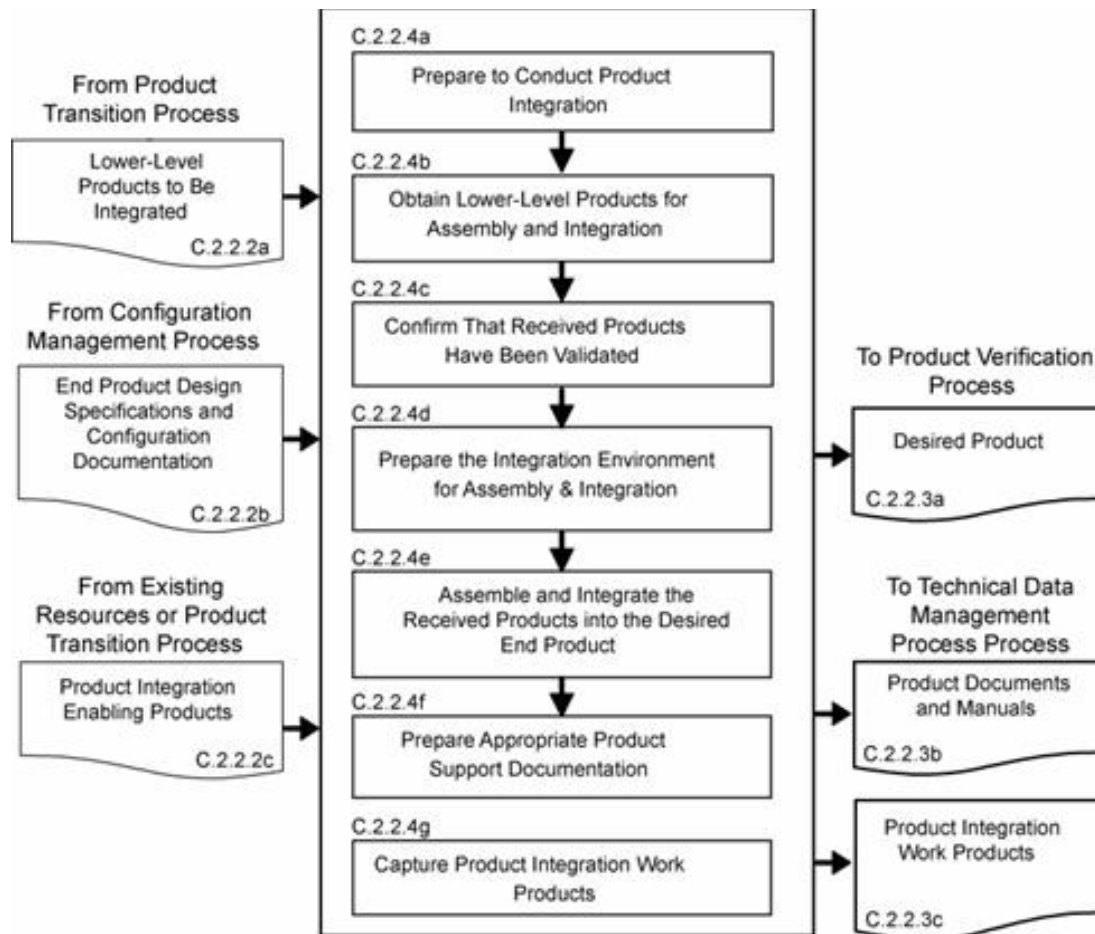 From Product
Transition Process
Lower-Level
Products to Be
Integrated
C.2.2.2a
From Configuration
Management Process
End Product Design
Specifications and
Configuration
Documentation
C.2.2.2b
From Existing
Resources or Product
Transition Process
Product Integration
Enabling Products
C.2.2.2c
C.2.2.4a
Prepare to Conduct Product
Integration
C.2.2.4b
Obtain Lower-Level Products for
Assembly and Integration
C.2.2.4c
Confirm That Received Products
Have Been Validated
C.2.2.4d
Prepare the Integration Environment
for Assembly & Integration
C.2.2.4e
Assemble and Integrate the
Received Products into the Desired
End Product
C.2.2.4f
Prepare Appropriate Product
Support Documentation
C.2.2.4g
Capture Product Integration Work
Products
To Product Verification
Process
Desired Product
C.2.2.3a
To Technical Data
Management
Process Process
Product Documents
and Manuals
C.2.2.3b
Product Integration
Work Products
C.2.2.3c